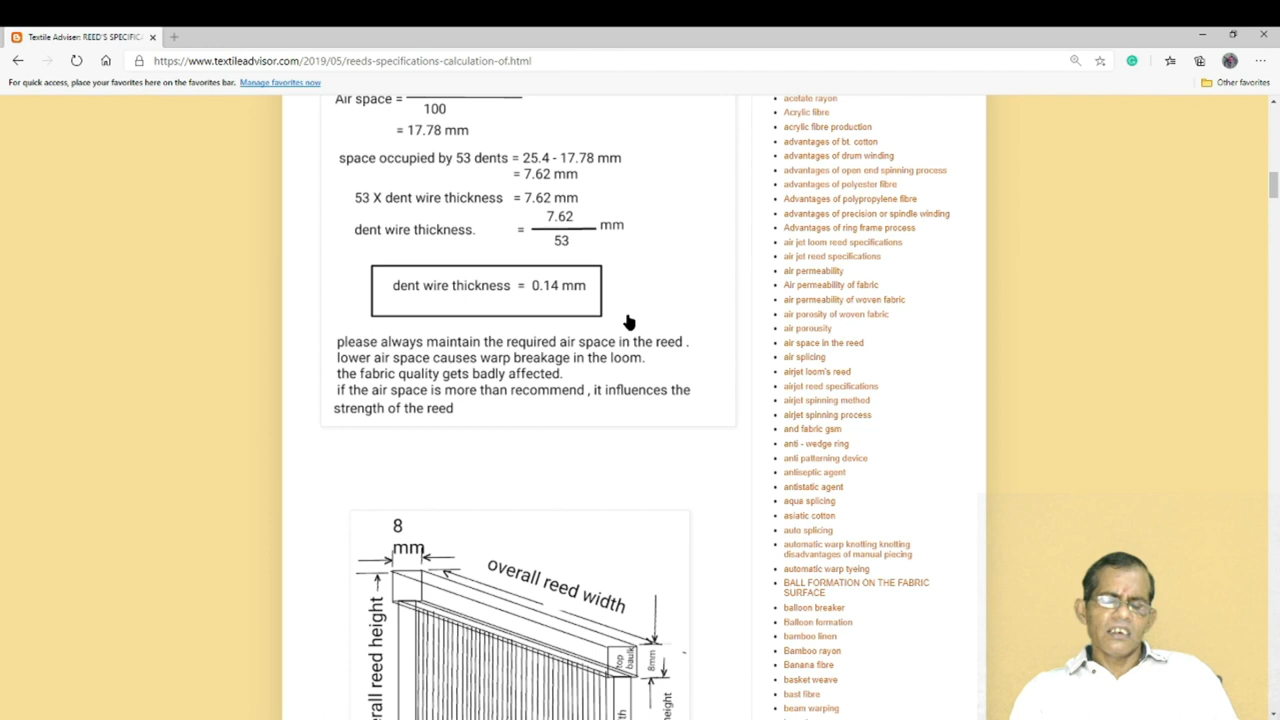 Textile Adviser: REED'S SPECIFIC
https://www.textileadvisor.com/2019/05/reeds-specifications-calculation-of.html
For quick access, place your favorites here on the favorites bar. Manage favorites now
Other favorites
Air space =
100
= 17.78 mm
space occupied by 53 dents = 25.4 - 17.78 mm
= 7.62 mm
53 X dent wire thickness = 7.62 mm
dent wire thickness. = 7.62 mm
53
dent wire thickness = 0.14 mm
please always maintain the required air space in the reed .
lower air space causes warp breakage in the loom.
the fabric quality gets badly affected.
if the air space is more than recommend , it influences the
strength of the reed
8
mm
overall reed width
overall reed height
top
baulk
8mm
height
acetate rayon
Acrylic fibre
acrylic fibre production
advantages of bt. cotton
advantages of drum winding
advantages of open end spinning process
advantages of polyester fibre
Advantages of polypropylene fibre
advantages of precision or spindle winding
Advantages of ring frame process
air jet loom reed specifications
air jet reed specifications
air permeability
Air permeability of fabric
air permeability of woven fabric
air porosity of woven fabric
air porousity
air space in the reed
air splicing
airjet loom's reed
airjet reed specifications
airjet spinning method
airjet spinning process
and fabric gsm
anti - wedge ring
anti patterning device
antiseptic agent
antistatic agent
aqua splicing
asiatic cotton
auto splicing
automatic warp knotting knotting
disadvantages of manual piecing
automatic warp tyeing
BALL FORMATION ON THE FABRIC
SURFACE
balloon breaker
Balloon formation
bamboo linen
Bamboo rayon
Banana fibre
basket weave
bast fibre
beam warping